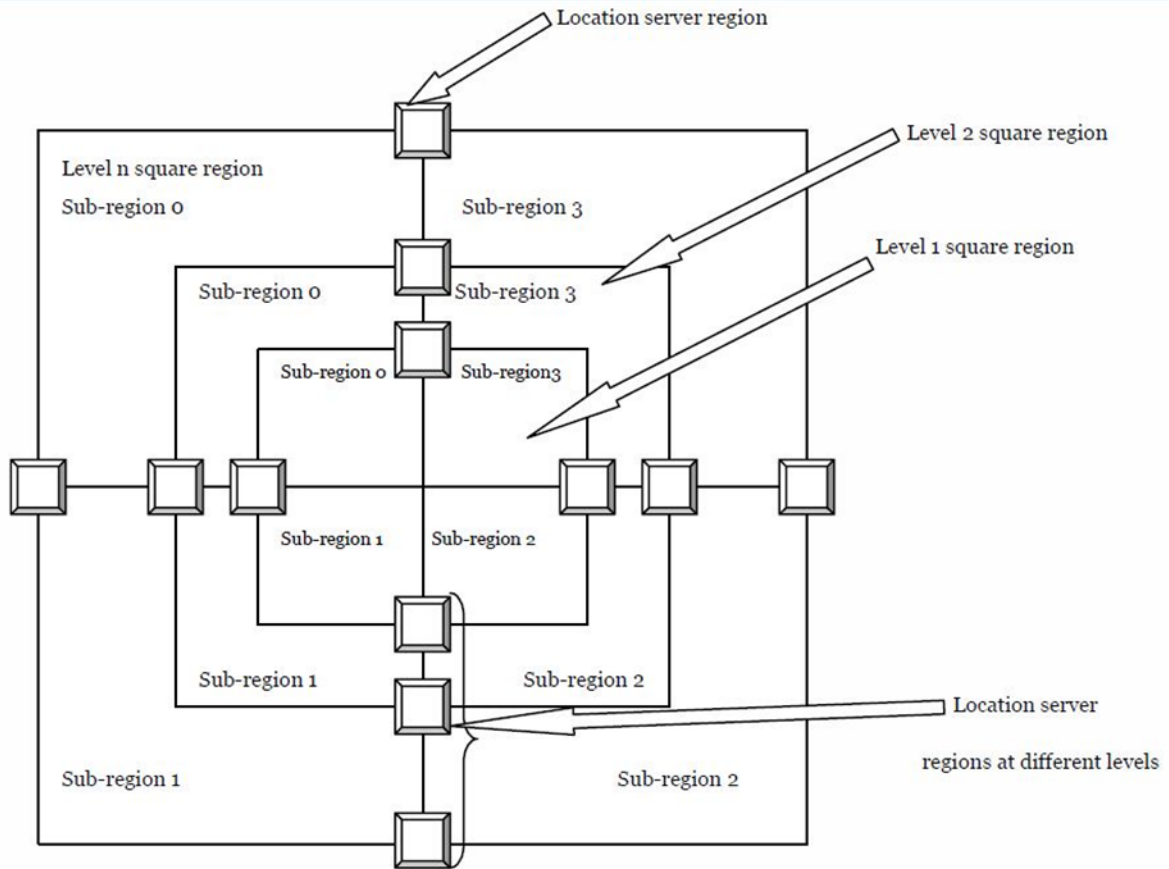 Location server region
Level 2 square region
Level n square region
Sub-region 0
Sub-region 3
Level 1 square region
Sub-region 0
Sub-region 3
Sub-region 0
Sub-region3
Sub-region 1
Sub-region 2
Sub-region 1
Sub-region 2
Location server
regions at different levels
Sub-region 1
Sub-region 2